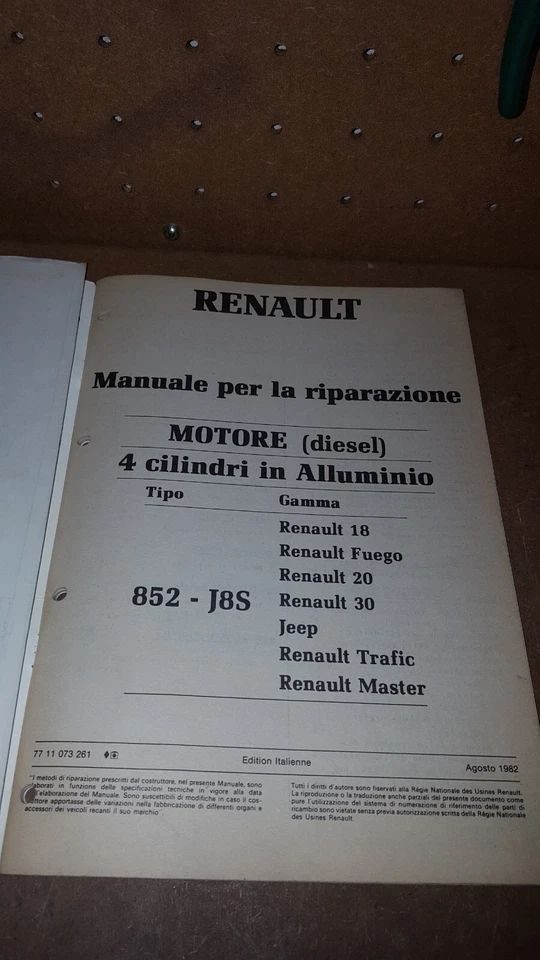 RENAULT
Manuale per la riparazione
MOTORE (diesel)
4 cilindri in Alluminio
Tipo
Gamma
852 - J8S
Renault 18
Renault Fuego
Renault 20
Renault 30
Jeep
Renault Trafic
Renault Master
77 11 073 261
Edition Italienne
Agosto 1982
"I metodi di riparazione prescritti dal costruttore, nel presente Manuale, sono
laborati in funzione delle specificazioni tecniche in vigore alla data
ll'elaborazione del Manuale. Sono suscettibili di modifiche in caso il cos-
ttore apportasse delle variazioni nella fabbricazione di differenti organi e
accessori dei veicoli recanti il suo marchio"
Tutti i diritti d'autore sono riservati alla Régie Nationale des Usines Renault.
La riproduzione o la traduzione anche parziali del presente documento come
pure l'utilizzazione del sistema di numerazione di riferimento delle parti di
ricambio sono vietate senza previa autorizzazione scritta della Régie Nationale
des Usines Renault.